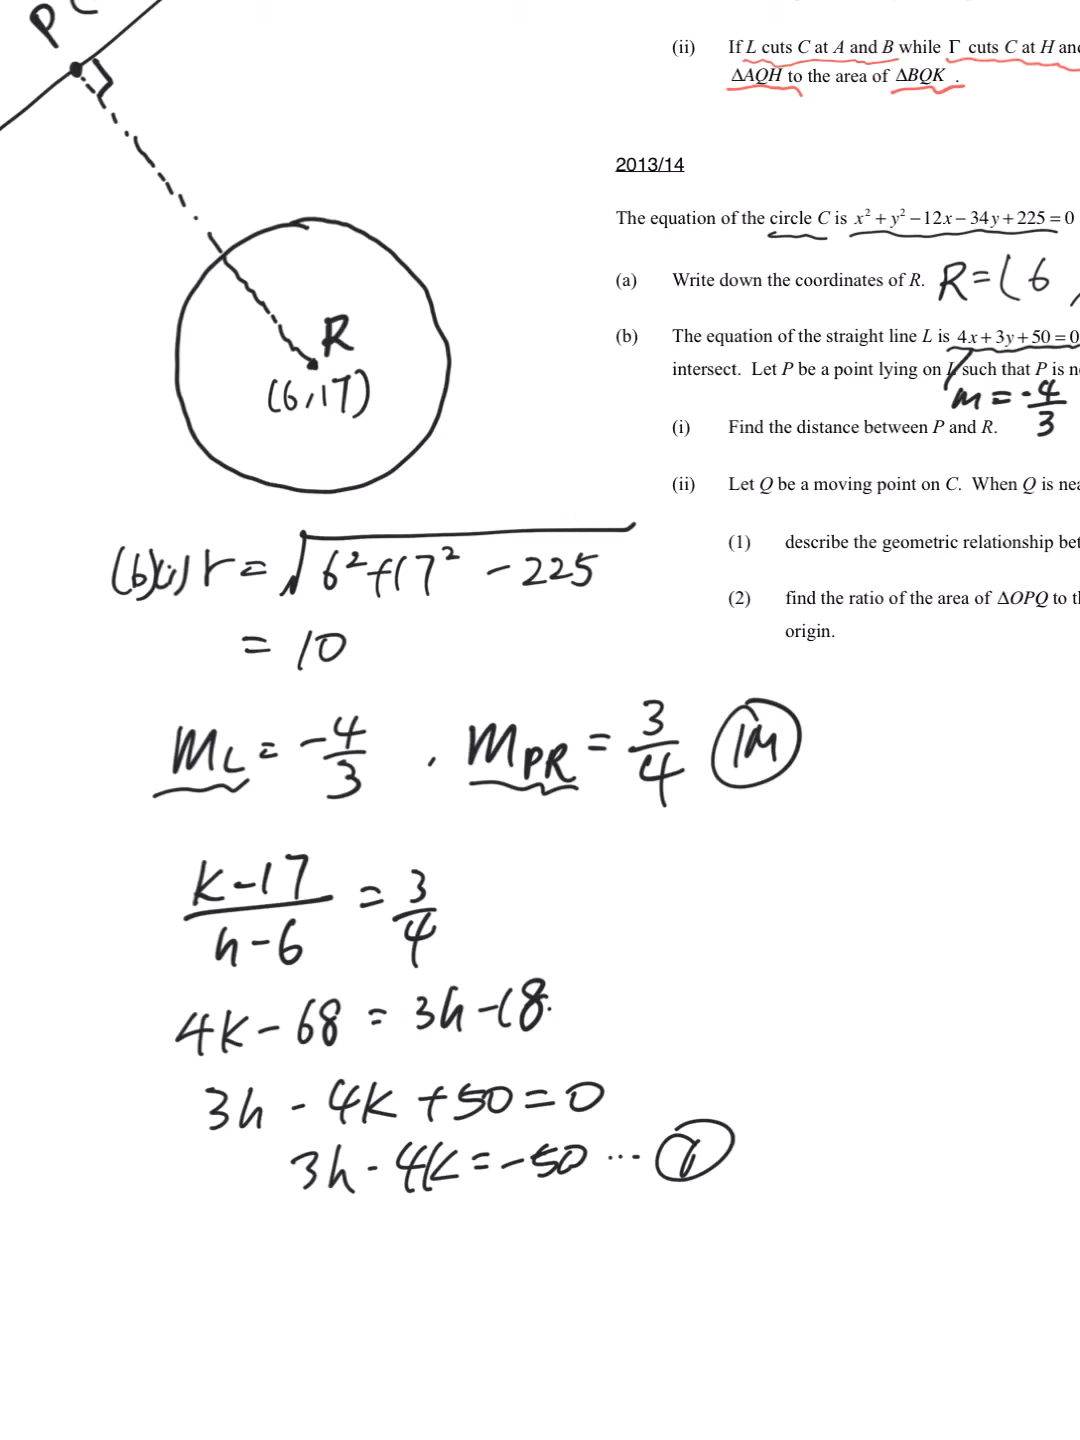 P(
(ii) If L cuts C at A and B while Γ cuts C at H an
ΔAQH to the area of ΔBQK .
2013/14
The equation of the circle C is x² + y² − 12x − 34y + 225 = 0
(a) Write down the coordinates of R. R = (6 ,
(b) The equation of the straight line L is 4x + 3y + 50 = 0
intersect. Let P be a point lying on L such that P is n
m = -4/3
(i) Find the distance between P and R.
(ii) Let Q be a moving point on C. When Q is nea
(1) describe the geometric relationship bet
(2) find the ratio of the area of ΔOPQ to t
origin.
R
(6,17)
(b)(i) r = √(6² + 17² - 225)
= 10
m_L = -4/3 , m_PR = 3/4 1M
(k-17)/(h-6) = 3/4
4k - 68 = 3h - 18
3h - 4k + 50 = 0
3h - 4k = -50 ... ①